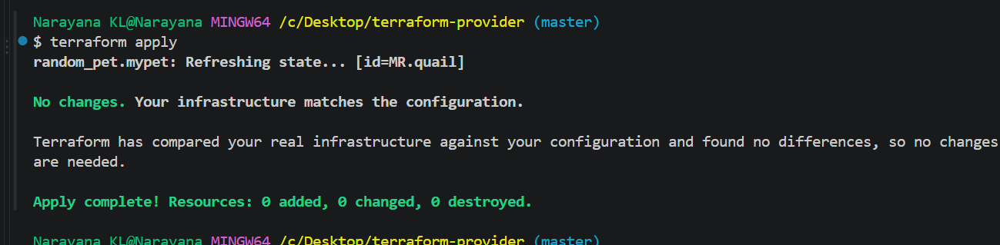 Narayana KL@Narayana MINGW64 /c/Desktop/terraform-provider (master)
$ terraform apply
random_pet.mypet: Refreshing state... [id=MR.quail]
No changes. Your infrastructure matches the configuration.
Terraform has compared your real infrastructure against your configuration and found no differences, so no changes
are needed.
Apply complete! Resources: 0 added, 0 changed, 0 destroyed.
Narayana KL@Narayana MINGW64 /c/Desktop/terraform-provider (master)